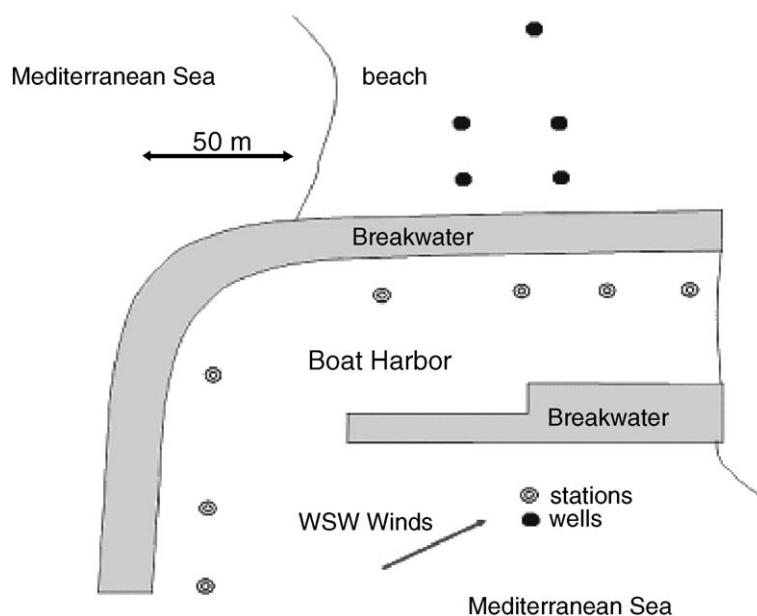 Mediterranean Sea
beach
50 m
Breakwater
Boat Harbor
Breakwater
stations
WSW Winds
wells
Mediterranean Sea